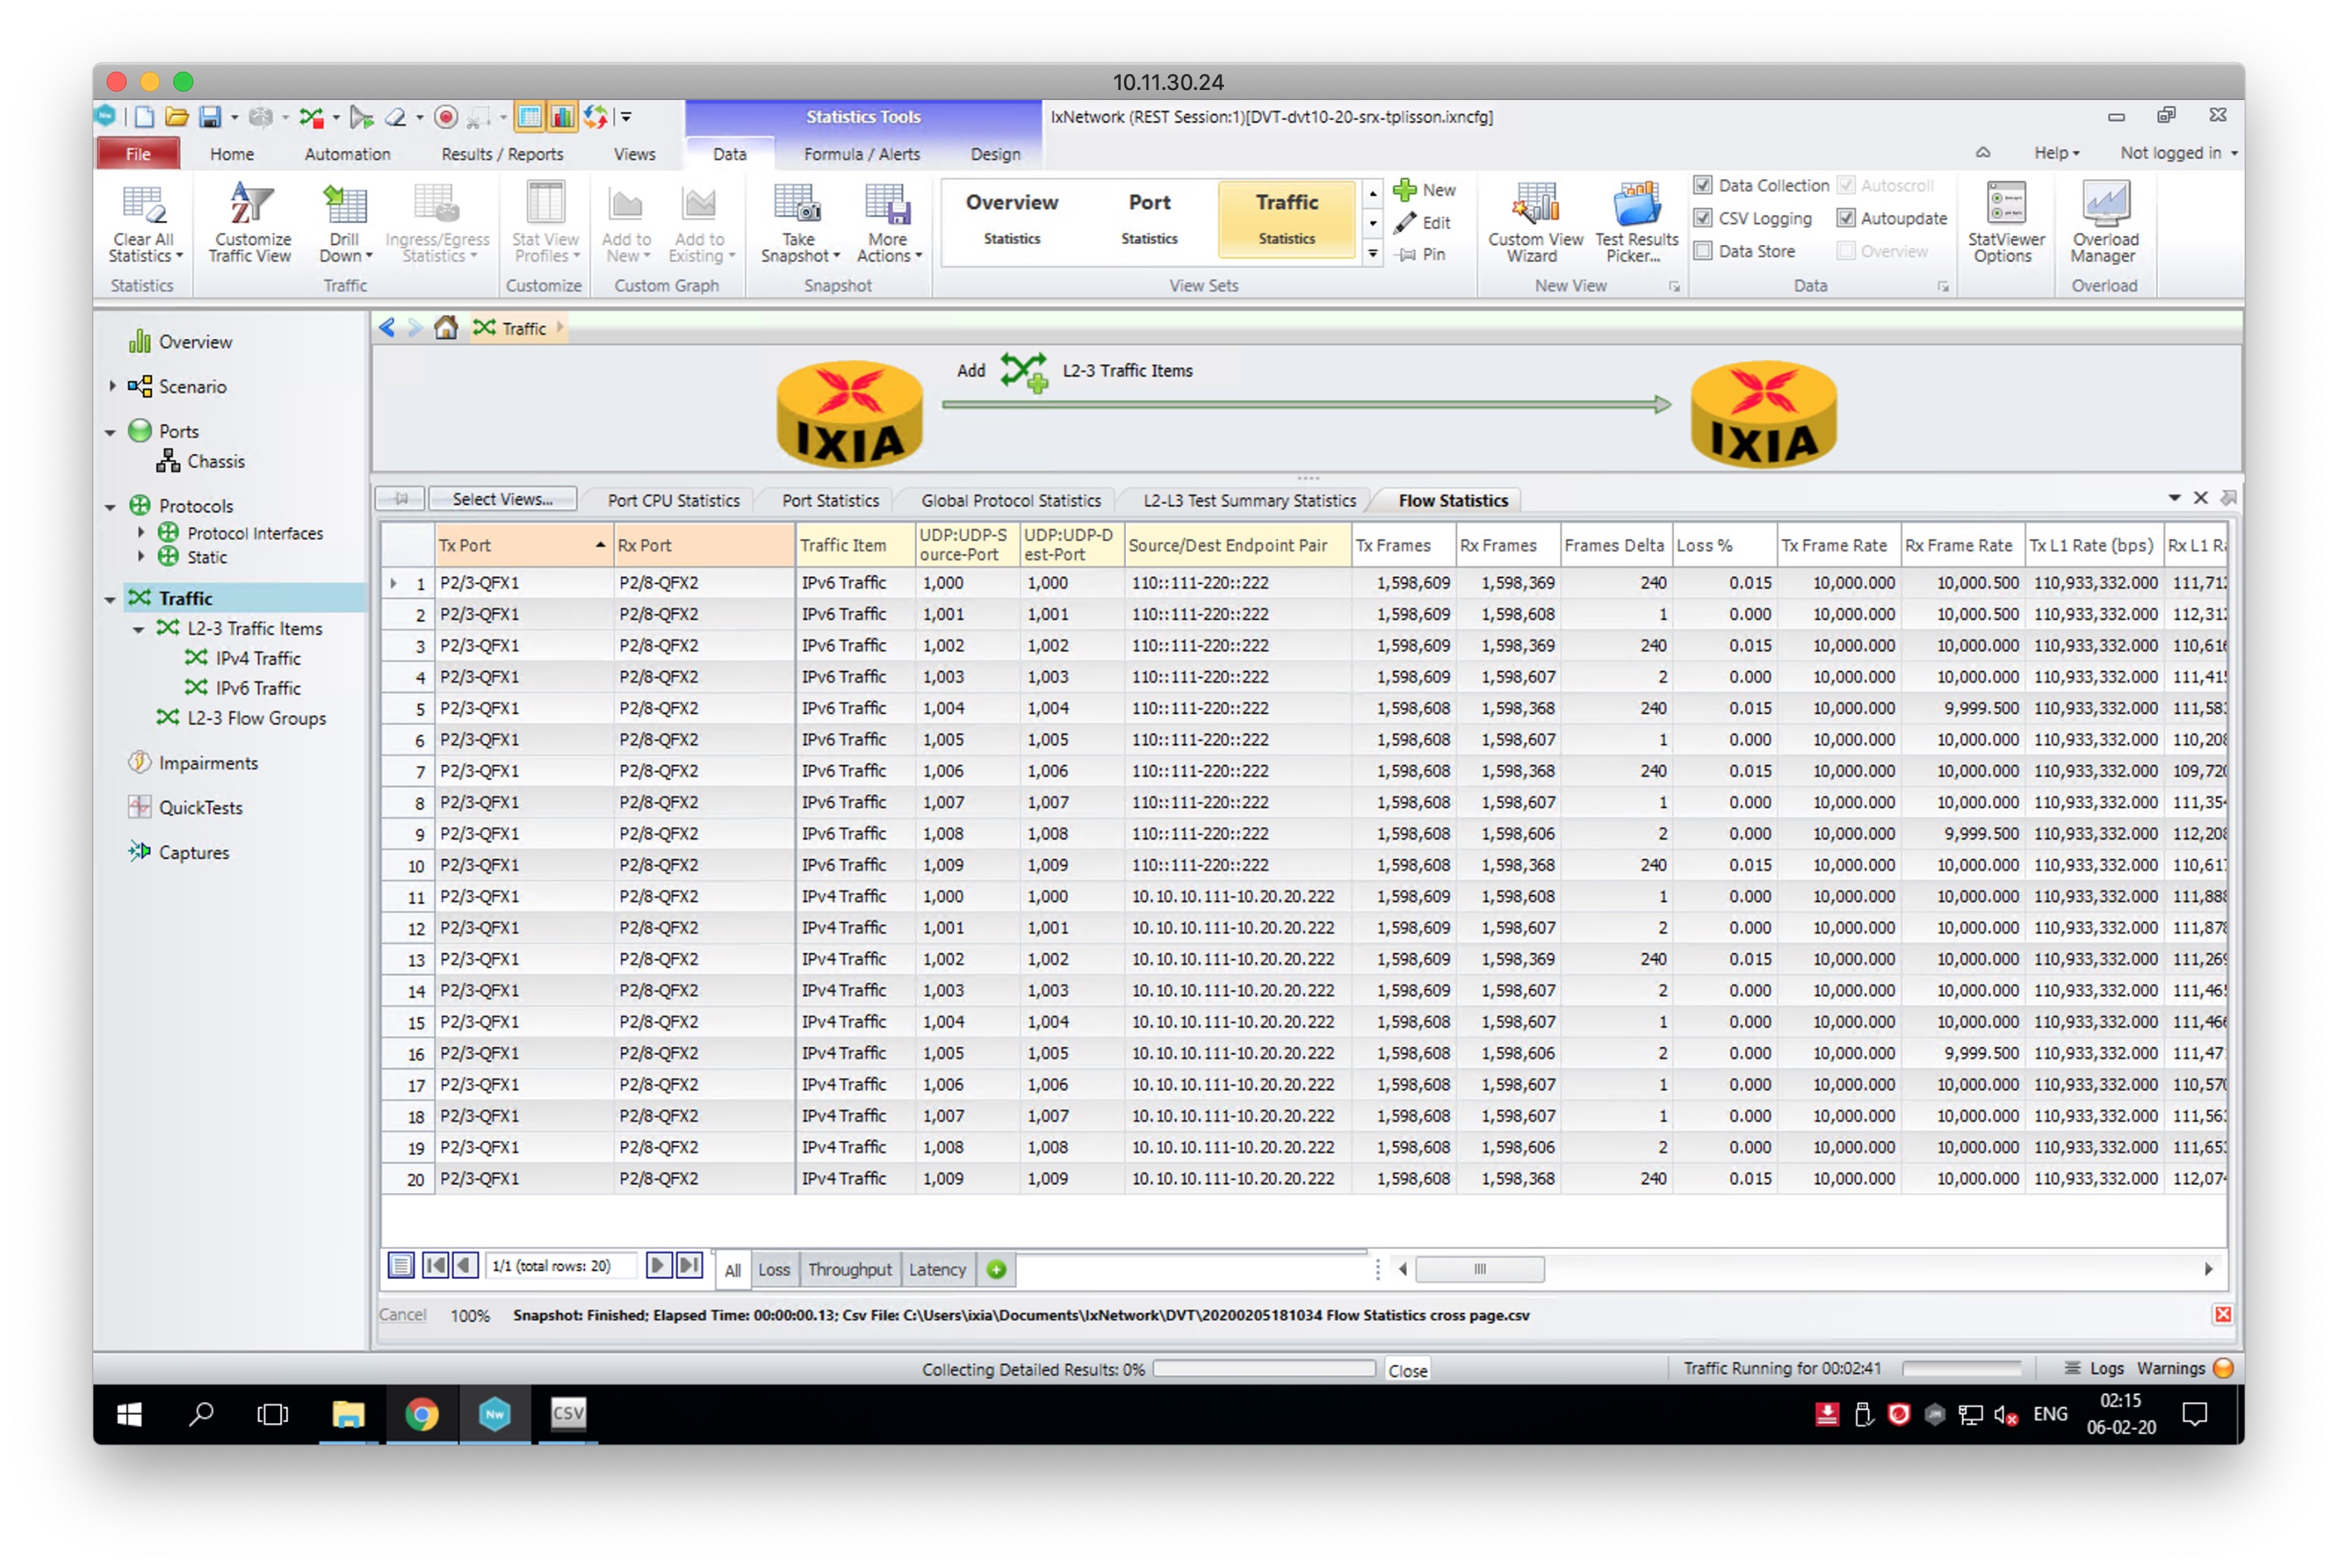 10.11.30.24
Statistics Tools
IxNetwork (REST Session:1)[DVT-dvt10-20-srx-tplisson.ixncfg]
File Home Automation Results / Reports Views Data Formula / Alerts Design Help Not logged in
Clear All Statistics
Customize Traffic View
Drill Down
Ingress/Egress Statistics
Stat View Profiles
Add to New
Add to Existing
Take Snapshot
More Actions
Overview Statistics
Port Statistics
Traffic Statistics
New
Edit
Pin
Custom View Wizard
Test Results Picker...
Data Collection Autoscroll
CSV Logging Autoupdate
Data Store Overview
StatViewer Options
Overload Manager
Statistics Traffic Customize Custom Graph Snapshot View Sets New View Data Overload
Overview
Scenario
Ports
Chassis
Protocols
Protocol Interfaces
Static
Traffic
L2-3 Traffic Items
IPv4 Traffic
IPv6 Traffic
L2-3 Flow Groups
Impairments
QuickTests
Captures
Traffic
Add L2-3 Traffic Items
IXIA IXIA
Select Views... Port CPU Statistics Port Statistics Global Protocol Statistics L2-L3 Test Summary Statistics Flow Statistics
Tx Port Rx Port Traffic Item UDP:UDP-Source-Port UDP:UDP-Dest-Port Source/Dest Endpoint Pair Tx Frames Rx Frames Frames Delta Loss % Tx Frame Rate Rx Frame Rate Tx L1 Rate (bps) Rx L1 Ra
1 P2/3-QFX1 P2/8-QFX2 IPv6 Traffic 1,000 1,000 110::111-220::222 1,598,609 1,598,369 240 0.015 10,000.000 10,000.500 110,933,332.000 111,712
2 P2/3-QFX1 P2/8-QFX2 IPv6 Traffic 1,001 1,001 110::111-220::222 1,598,609 1,598,608 1 0.000 10,000.000 10,000.500 110,933,332.000 112,312
3 P2/3-QFX1 P2/8-QFX2 IPv6 Traffic 1,002 1,002 110::111-220::222 1,598,609 1,598,369 240 0.015 10,000.000 10,000.000 110,933,332.000 110,616
4 P2/3-QFX1 P2/8-QFX2 IPv6 Traffic 1,003 1,003 110::111-220::222 1,598,609 1,598,607 2 0.000 10,000.000 10,000.000 110,933,332.000 111,415
5 P2/3-QFX1 P2/8-QFX2 IPv6 Traffic 1,004 1,004 110::111-220::222 1,598,608 1,598,368 240 0.015 10,000.000 9,999.500 110,933,332.000 111,58
6 P2/3-QFX1 P2/8-QFX2 IPv6 Traffic 1,005 1,005 110::111-220::222 1,598,608 1,598,607 1 0.000 10,000.000 10,000.000 110,933,332.000 110,208
7 P2/3-QFX1 P2/8-QFX2 IPv6 Traffic 1,006 1,006 110::111-220::222 1,598,608 1,598,368 240 0.015 10,000.000 10,000.000 110,933,332.000 109,720
8 P2/3-QFX1 P2/8-QFX2 IPv6 Traffic 1,007 1,007 110::111-220::222 1,598,608 1,598,607 1 0.000 10,000.000 10,000.000 110,933,332.000 111,354
9 P2/3-QFX1 P2/8-QFX2 IPv6 Traffic 1,008 1,008 110::111-220::222 1,598,608 1,598,606 2 0.000 10,000.000 9,999.500 110,933,332.000 112,208
10 P2/3-QFX1 P2/8-QFX2 IPv6 Traffic 1,009 1,009 110::111-220::222 1,598,608 1,598,368 240 0.015 10,000.000 10,000.000 110,933,332.000 110,61
11 P2/3-QFX1 P2/8-QFX2 IPv4 Traffic 1,000 1,000 10.10.10.111-10.20.20.222 1,598,609 1,598,608 1 0.000 10,000.000 10,000.000 110,933,332.000 111,888
12 P2/3-QFX1 P2/8-QFX2 IPv4 Traffic 1,001 1,001 10.10.10.111-10.20.20.222 1,598,609 1,598,607 2 0.000 10,000.000 10,000.000 110,933,332.000 111,878
13 P2/3-QFX1 P2/8-QFX2 IPv4 Traffic 1,002 1,002 10.10.10.111-10.20.20.222 1,598,609 1,598,369 240 0.015 10,000.000 10,000.000 110,933,332.000 111,269
14 P2/3-QFX1 P2/8-QFX2 IPv4 Traffic 1,003 1,003 10.10.10.111-10.20.20.222 1,598,609 1,598,607 2 0.000 10,000.000 10,000.000 110,933,332.000 111,465
15 P2/3-QFX1 P2/8-QFX2 IPv4 Traffic 1,004 1,004 10.10.10.111-10.20.20.222 1,598,608 1,598,607 1 0.000 10,000.000 10,000.000 110,933,332.000 111,466
16 P2/3-QFX1 P2/8-QFX2 IPv4 Traffic 1,005 1,005 10.10.10.111-10.20.20.222 1,598,608 1,598,606 2 0.000 10,000.000 9,999.500 110,933,332.000 111,47
17 P2/3-QFX1 P2/8-QFX2 IPv4 Traffic 1,006 1,006 10.10.10.111-10.20.20.222 1,598,608 1,598,607 1 0.000 10,000.000 10,000.000 110,933,332.000 110,570
18 P2/3-QFX1 P2/8-QFX2 IPv4 Traffic 1,007 1,007 10.10.10.111-10.20.20.222 1,598,608 1,598,607 1 0.000 10,000.000 10,000.000 110,933,332.000 111,563
19 P2/3-QFX1 P2/8-QFX2 IPv4 Traffic 1,008 1,008 10.10.10.111-10.20.20.222 1,598,608 1,598,606 2 0.000 10,000.000 10,000.000 110,933,332.000 111,65
20 P2/3-QFX1 P2/8-QFX2 IPv4 Traffic 1,009 1,009 10.10.10.111-10.20.20.222 1,598,608 1,598,368 240 0.015 10,000.000 10,000.000 110,933,332.000 112,074
1/1 (total rows: 20) All Loss Throughput Latency
Cancel 100% Snapshot: Finished; Elapsed Time: 00:00:00.13; Csv File: C:\Users\ixia\Documents\IxNetwork\DVT\20200205181034 Flow Statistics cross page.csv
Collecting Detailed Results: 0% Close Traffic Running for 00:02:41 Logs Warnings
Nw CSV ENG 02:15
06-02-20